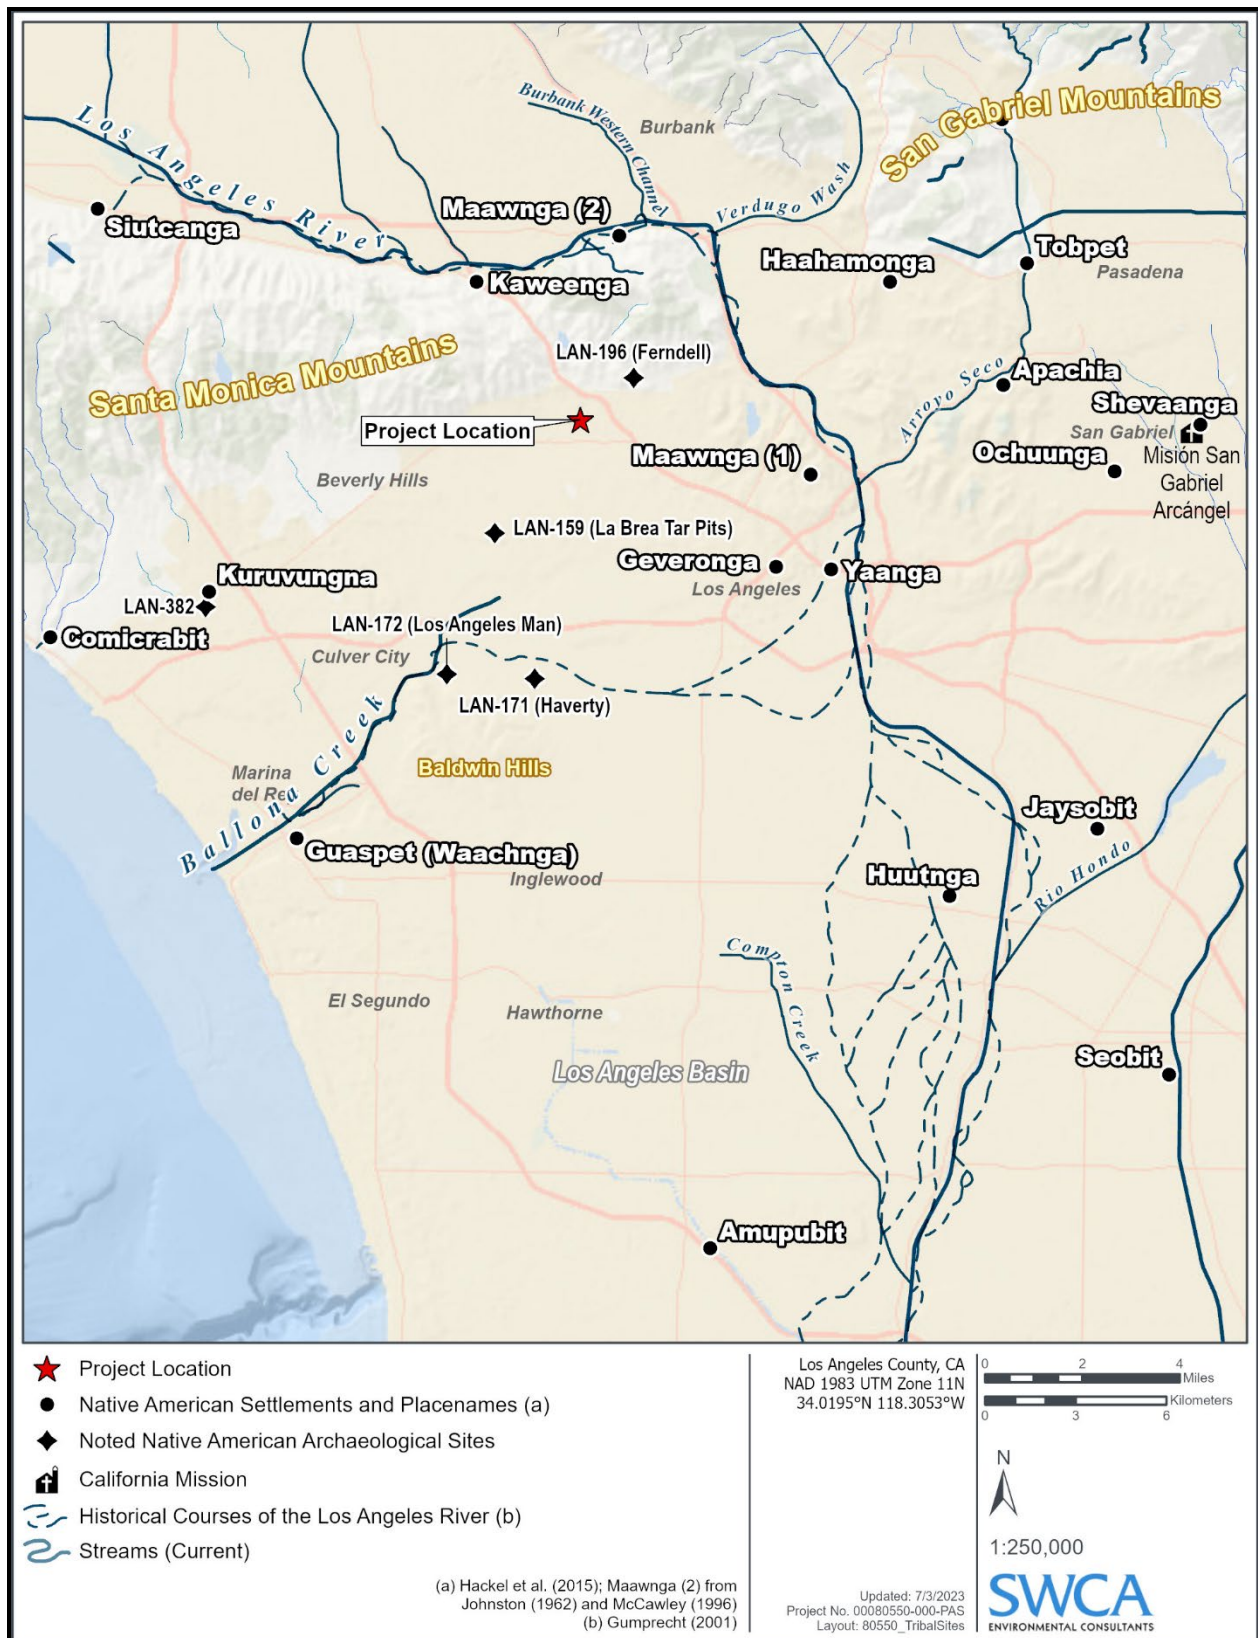 San Gabriel Mountains
Burbank Western Channel
Burbank
Los Angeles River
Verdugo Wash
Maawnga (2)
Siutcanga
Haahamonga
Tobpet
Pasadena
Kaweenga
Santa Monica Mountains
LAN-196 (Ferndell)
Arroyo Seco
Apachia
Shevaanga
Project Location
San Gabriel
Maawnga (1)
Ochuunga
Misión San
Gabriel
Arcángel
Beverly Hills
LAN-159 (La Brea Tar Pits)
Geveronga
Yaanga
Los Angeles
Kuruvungna
LAN-382
LAN-172 (Los Angeles Man)
Comicrabit
Culver City
LAN-171 (Haverty)
Ballona Creek
Baldwin Hills
Marina
del Rey
Jaysobit
Guaspet (Waachnga)
Inglewood
Huutnga
Rio Hondo
Compton Creek
El Segundo
Hawthorne
Los Angeles Basin
Seobit
Amupubit
Project Location
Native American Settlements and Placenames (a)
Noted Native American Archaeological Sites
California Mission
Historical Courses of the Los Angeles River (b)
Streams (Current)
(a) Hackel et al. (2015); Maawnga (2) from
Johnston (1962) and McCawley (1996)
(b) Gumprecht (2001)
Los Angeles County, CA
NAD 1983 UTM Zone 11N
34.0195°N 118.3053°W
Updated: 7/3/2023
Project No. 00080550-000-PAS
Layout: 80550_TribalSites
0 2 4
Miles
Kilometers
0 3 6
N
1:250,000
SWCA
ENVIRONMENTAL CONSULTANTS